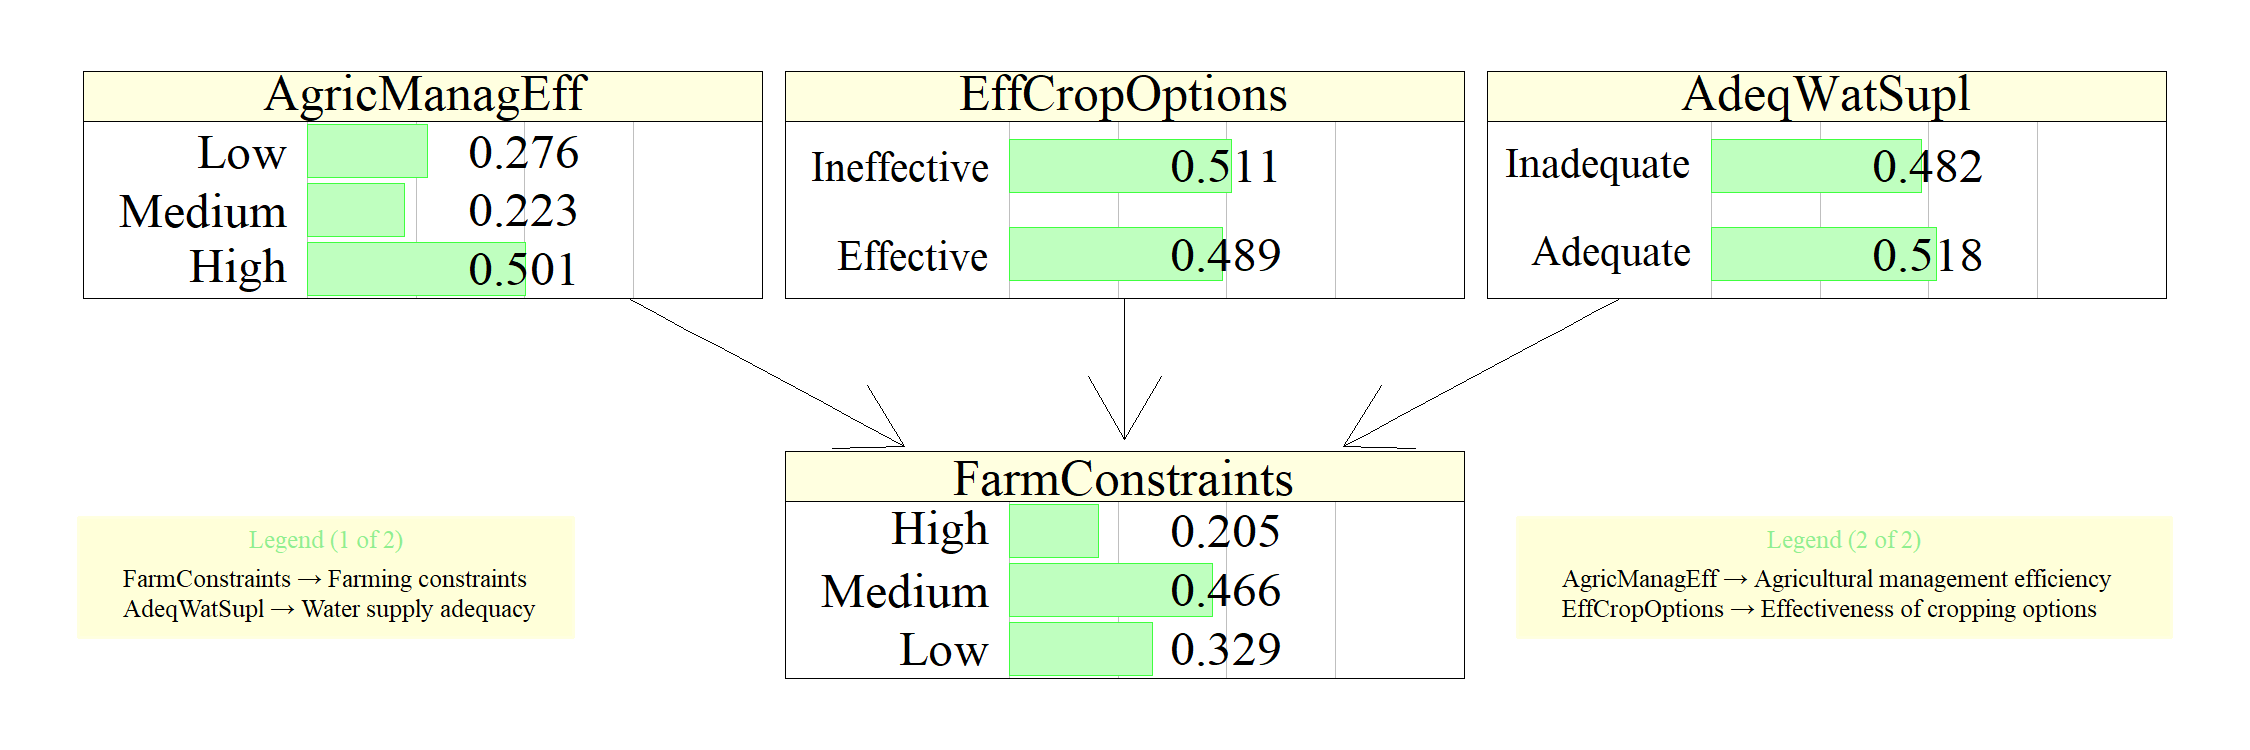 AgricManagEff
Low 0.276
Medium 0.223
High 0.501
EffCropOptions
Ineffective 0.511
Effective 0.489
AdeqWatSupl
Inadequate 0.482
Adequate 0.518
FarmConstraints
High 0.205
Medium 0.466
Low 0.329
Legend (1 of 2)
FarmConstraints → Farming constraints
AdeqWatSupl → Water supply adequacy
Legend (2 of 2)
AgricManagEff → Agricultural management efficiency
EffCropOptions → Effectiveness of cropping options